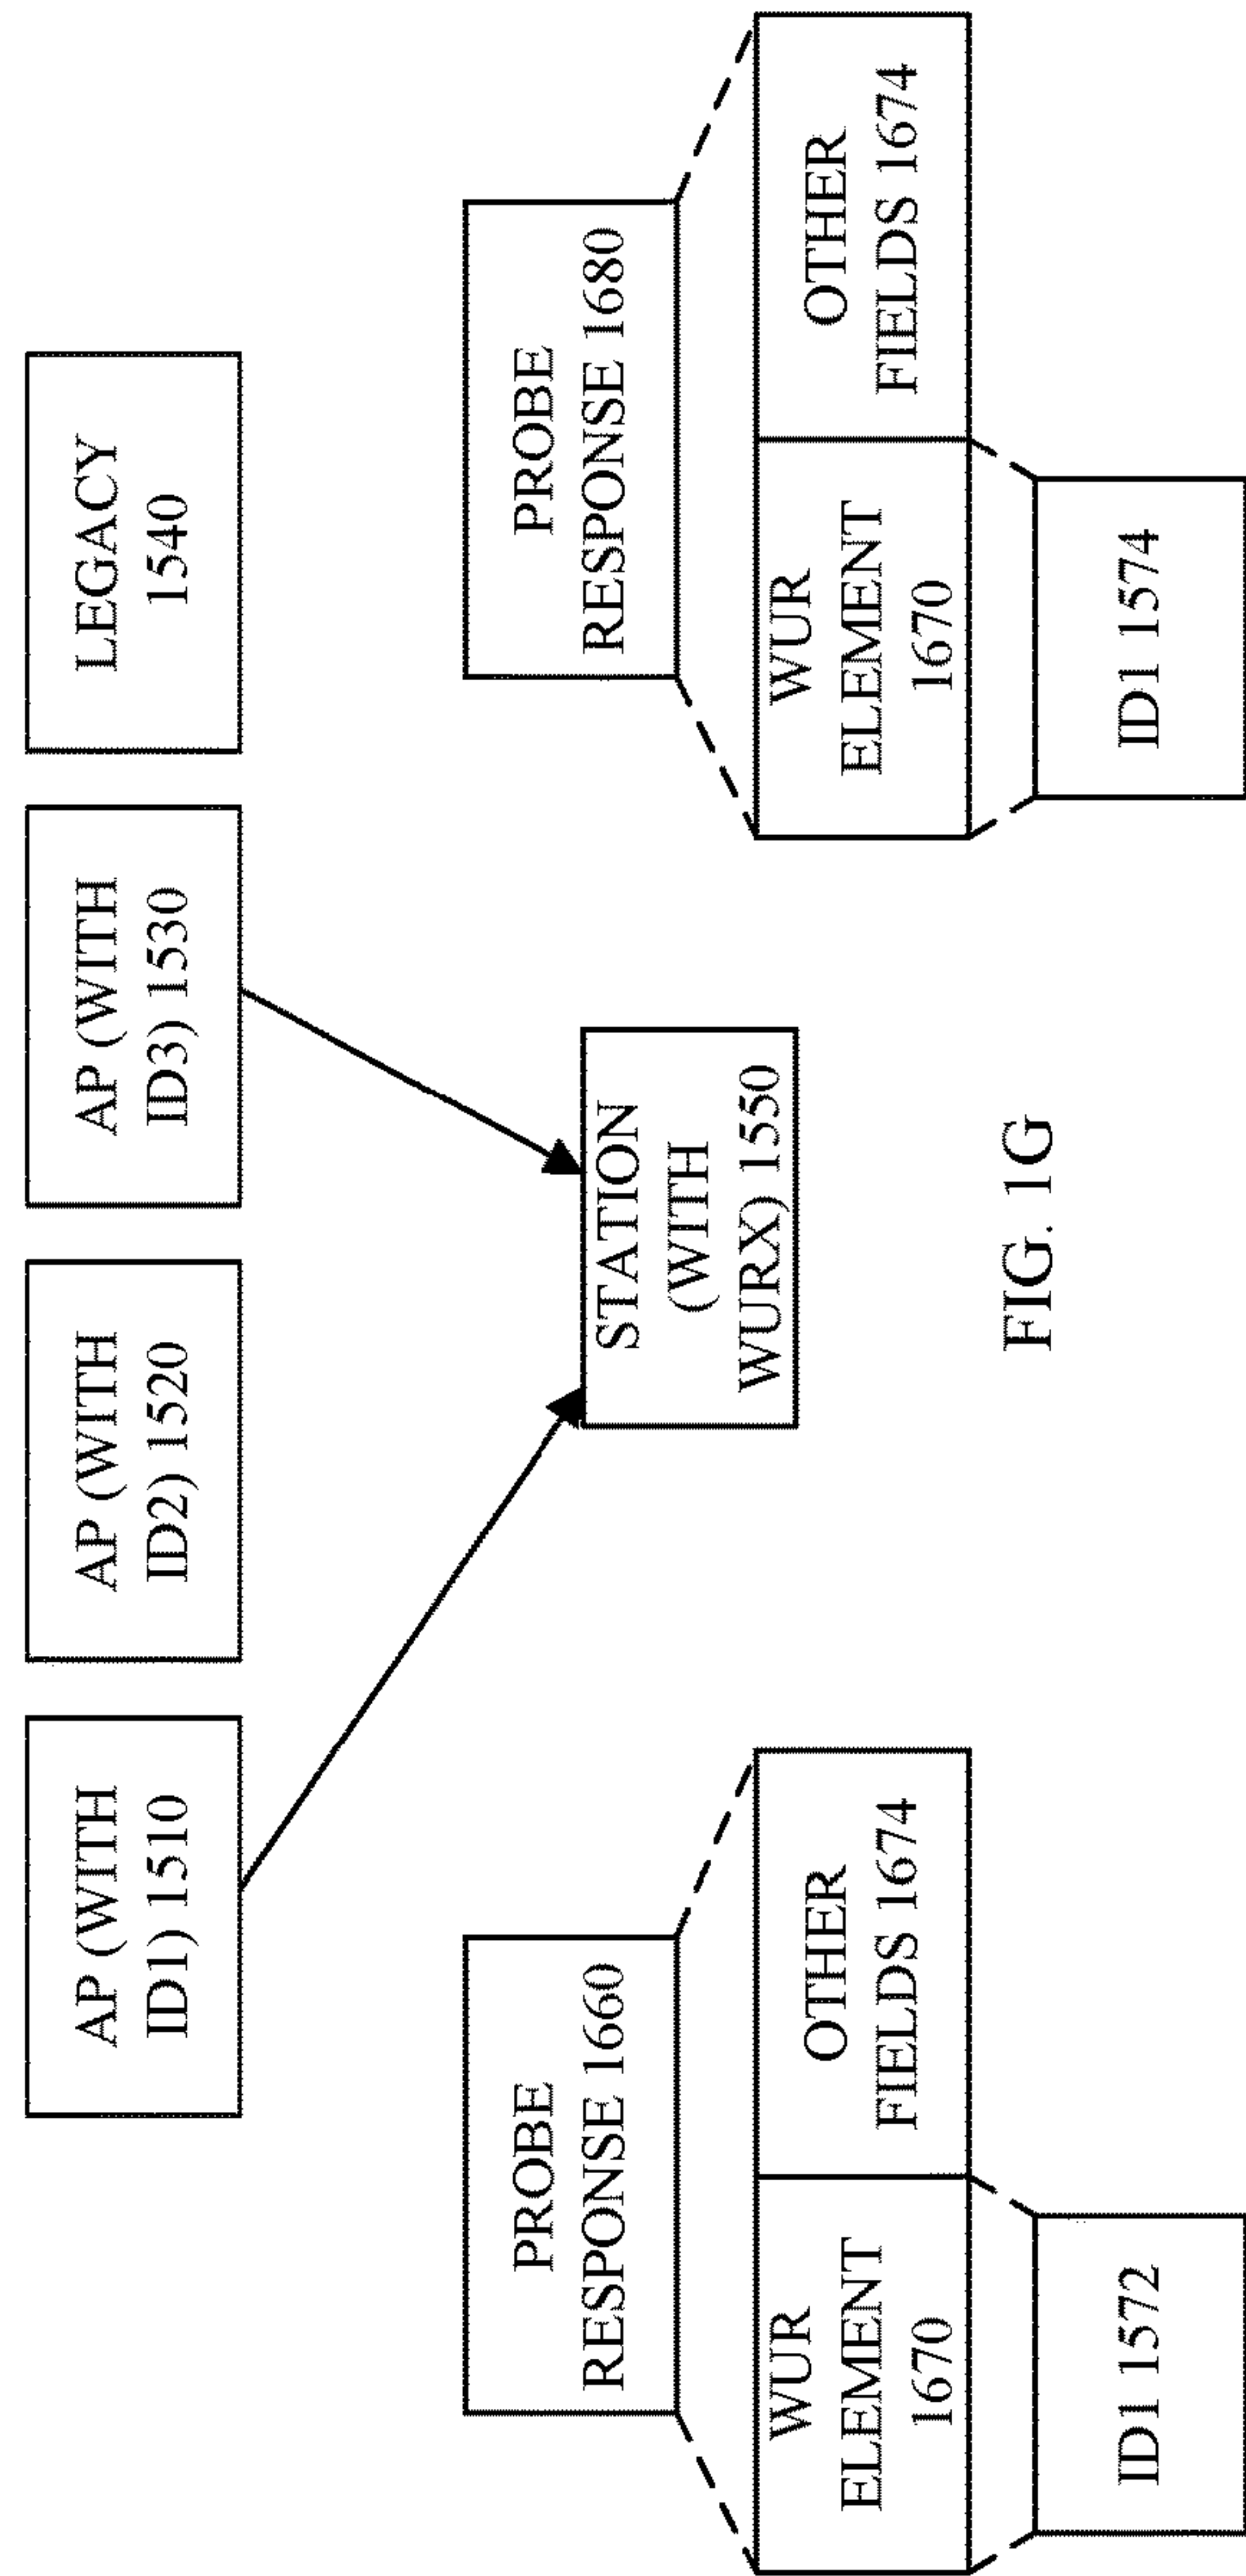 AP (WITH
ID1) 1510
AP (WITH
ID2) 1520
AP (WITH
ID3) 1530
LEGACY
1540
PROBE
RESPONSE 1660
STATION
(WITH
WURX) 1550
PROBE
RESPONSE 1680
WUR
ELEMENT
1670
OTHER
FIELDS 1674
WUR
ELEMENT
1670
OTHER
FIELDS 1674
ID1 1572
ID1 1574
FIG. 1G